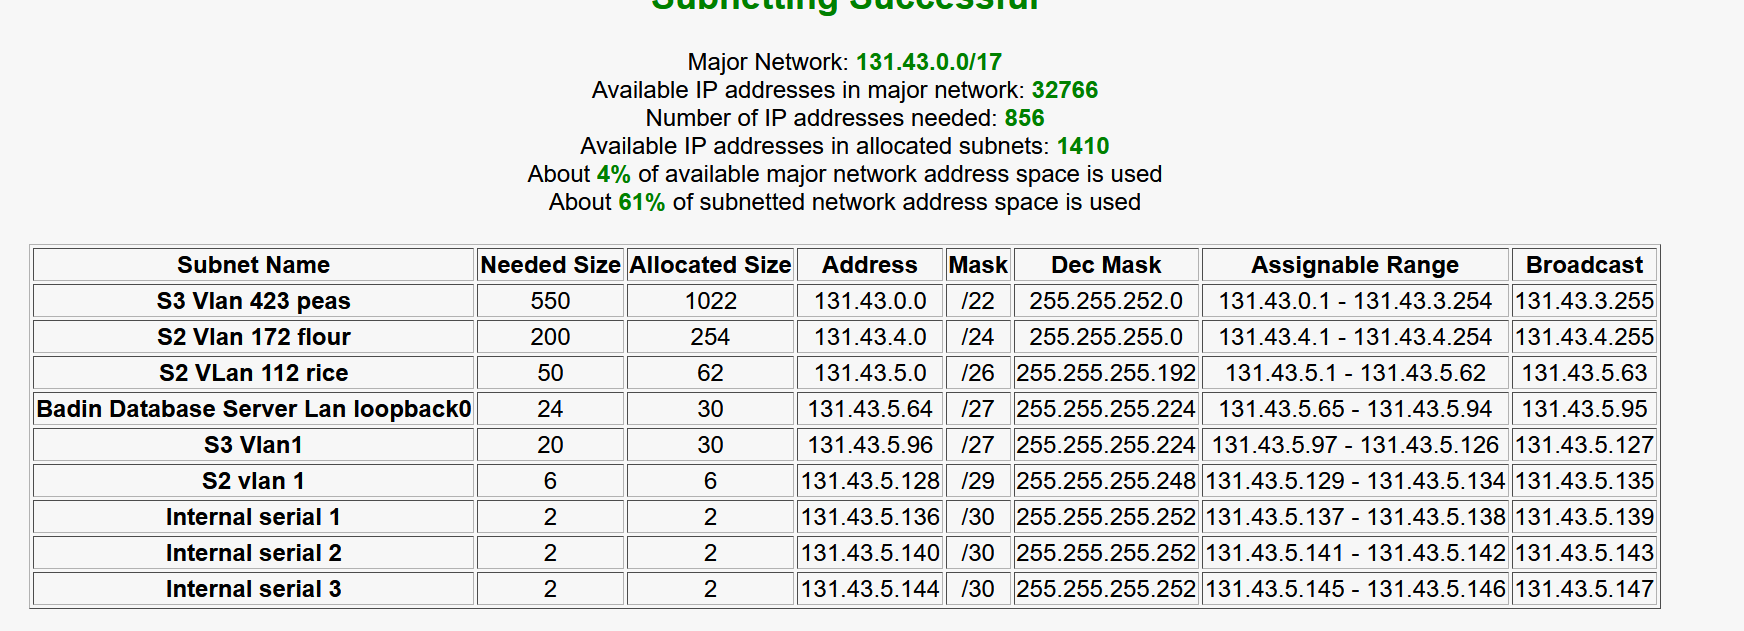 Subnetting Successful
Major Network: 131.43.0.0/17
Available IP addresses in major network: 32766
Number of IP addresses needed: 856
Available IP addresses in allocated subnets: 1410
About 4% of available major network address space is used
About 61% of subnetted network address space is used
Subnet Name Needed Size Allocated Size Address Mask Dec Mask Assignable Range Broadcast
S3 Vlan 423 peas 550 1022 131.43.0.0 /22 255.255.252.0 131.43.0.1 - 131.43.3.254 131.43.3.255
S2 Vlan 172 flour 200 254 131.43.4.0 /24 255.255.255.0 131.43.4.1 - 131.43.4.254 131.43.4.255
S2 VLan 112 rice 50 62 131.43.5.0 /26 255.255.255.192 131.43.5.1 - 131.43.5.62 131.43.5.63
Badin Database Server Lan loopback0 24 30 131.43.5.64 /27 255.255.255.224 131.43.5.65 - 131.43.5.94 131.43.5.95
S3 Vlan1 20 30 131.43.5.96 /27 255.255.255.224 131.43.5.97 - 131.43.5.126 131.43.5.127
S2 vlan 1 6 6 131.43.5.128 /29 255.255.255.248 131.43.5.129 - 131.43.5.134 131.43.5.135
Internal serial 1 2 2 131.43.5.136 /30 255.255.255.252 131.43.5.137 - 131.43.5.138 131.43.5.139
Internal serial 2 2 2 131.43.5.140 /30 255.255.255.252 131.43.5.141 - 131.43.5.142 131.43.5.143
Internal serial 3 2 2 131.43.5.144 /30 255.255.255.252 131.43.5.145 - 131.43.5.146 131.43.5.147